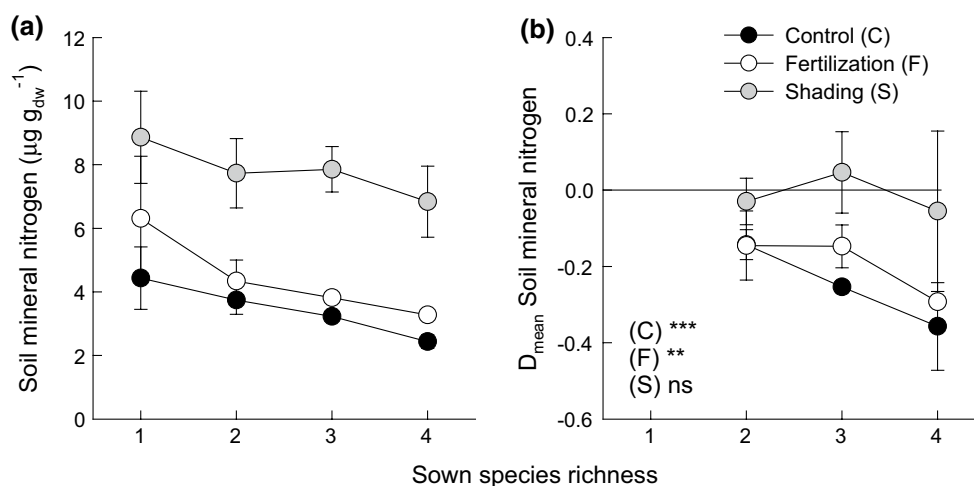 (a)
12
10
8
6
4
2
0
Soil mineral nitrogen (µg g_dw⁻¹)
1 2 3 4
(b)
0.4
0.2
0.0
-0.2
-0.4
-0.6
D_mean Soil mineral nitrogen
Control (C)
Fertilization (F)
Shading (S)
(C) ***
(F) **
(S) ns
1 2 3 4
Sown species richness